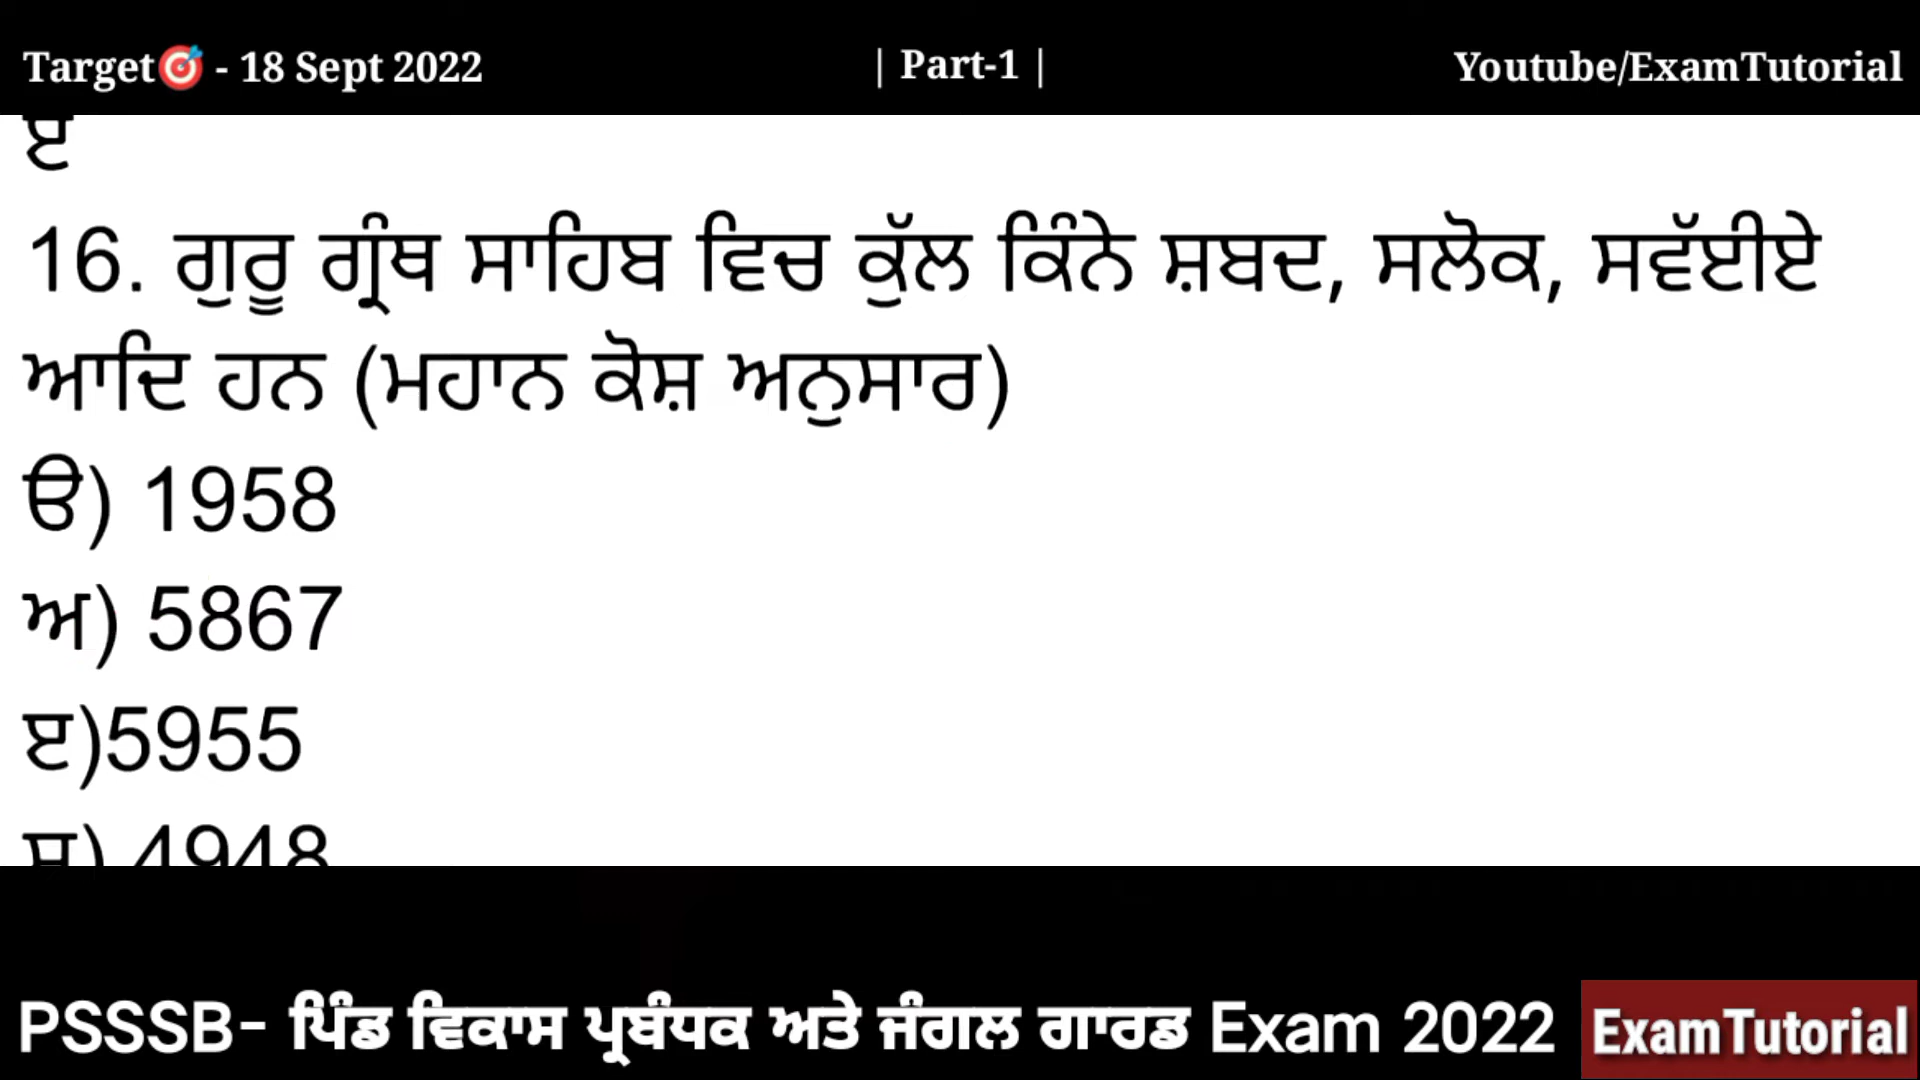 Target🎯 - 18 Sept 2022 | Part-1 | Youtube/ExamTutorial
ੲ
16. ਗੁਰੂ ਗ੍ਰੰਥ ਸਾਹਿਬ ਵਿਚ ਕੁੱਲ ਕਿੰਨੇ ਸ਼ਬਦ, ਸਲੋਕ, ਸਵੱਈਏ
ਆਦਿ ਹਨ (ਮਹਾਨ ਕੋਸ਼ ਅਨੁਸਾਰ)
ੳ) 1958
ਅ) 5867
ੲ)5955
ਸ) 4948
PSSSB- ਪਿੰਡ ਵਿਕਾਸ ਪ੍ਰਬੰਧਕ ਅਤੇ ਜੰਗਲ ਗਾਰਡ Exam 2022 ExamTutorial